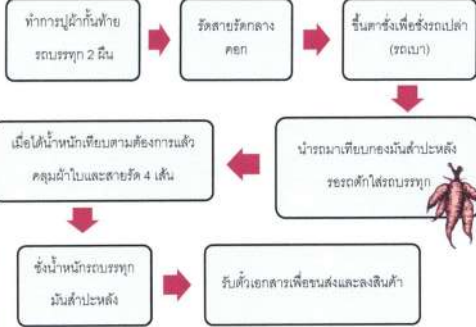 ทำการปูผ้ากั้นท้าย
รถบรรทุก 2 ผืน
รัดสายรัดกลาง
คอก
ขึ้นตาชั่งเพื่อชั่งรถเปล่า
(รถเบา)
นำรถมาเทียบกองมันสำปะหลัง
รอรถตักใส่รถบรรทุก
เมื่อได้น้ำหนักเทียบตามต้องการแล้ว
คลุมผ้าใบและสายรัด 4 เส้น
ชั่งน้ำหนักรถบรรทุก
มันสำปะหลัง
รับตั๋วเอกสารเพื่อขนส่งและลงสินค้า